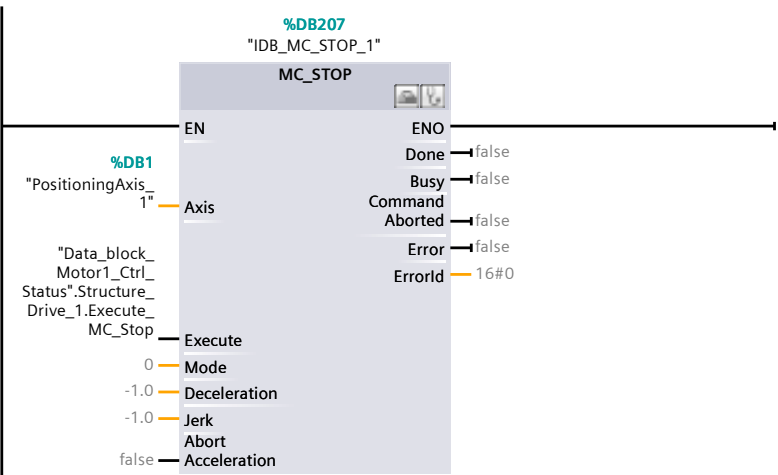 %DB207
"IDB_MC_STOP_1"
MC_STOP
EN
ENO
Done
false
%DB1
Busy
false
"PositioningAxis_
1"
Axis
Command
Aborted
false
Error
false
ErrorId
16#0
"Data_block_
Motor1_Ctrl_
Status".Structure_
Drive_1.Execute_
MC_Stop
Execute
0
Mode
-1.0
Deceleration
-1.0
Jerk
Abort
false
Acceleration